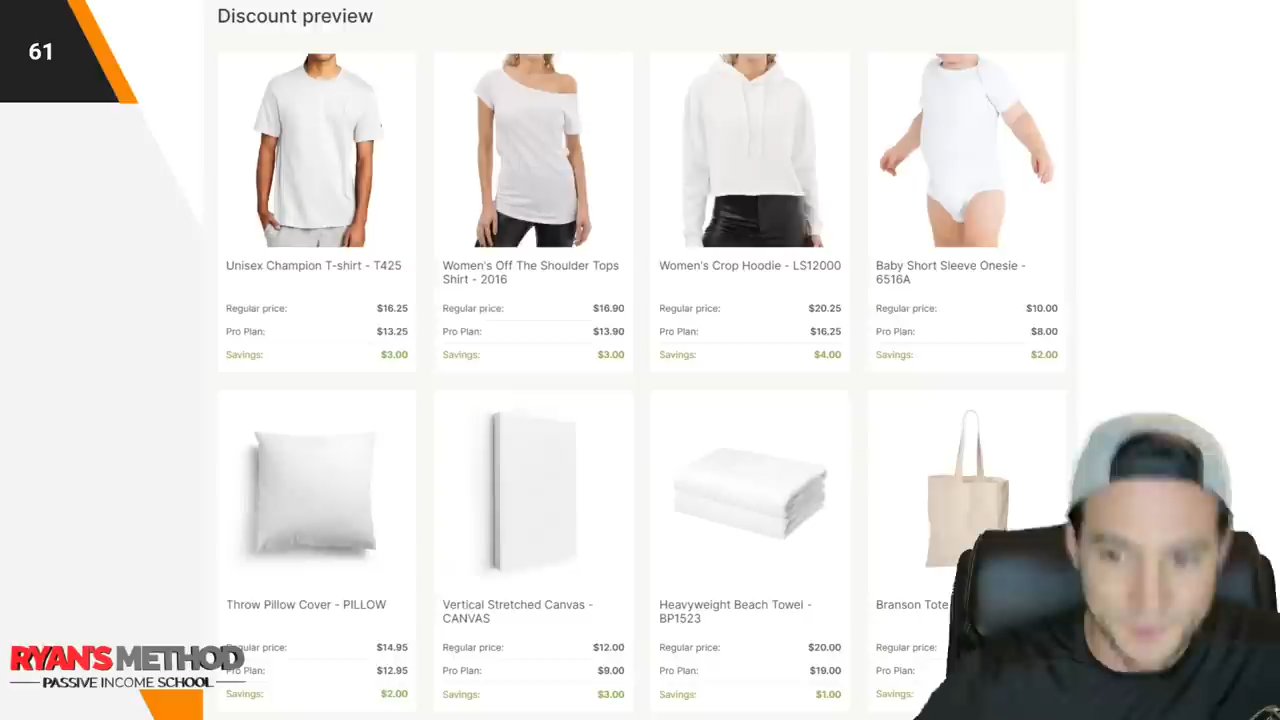 61
Discount preview
Unisex Champion T-shirt - T425
Regular price: $16.25
Pro Plan: $13.25
Savings: $3.00
Women's Off The Shoulder Tops
Shirt - 2016
Regular price: $16.90
Pro Plan: $13.90
Savings: $3.00
Women's Crop Hoodie - LS12000
Regular price: $20.25
Pro Plan: $16.25
Savings: $4.00
Baby Short Sleeve Onesie -
6516A
Regular price: $10.00
Pro Plan: $8.00
Savings: $2.00
Throw Pillow Cover - PILLOW
Regular price: $14.95
Pro Plan: $12.95
Savings: $2.00
Vertical Stretched Canvas -
CANVAS
Regular price: $12.00
Pro Plan: $9.00
Savings: $3.00
Heavyweight Beach Towel -
BP1523
Regular price: $20.00
Pro Plan: $19.00
Savings: $1.00
Branson Tote
Regular price:
Pro Plan:
Savings:
RYAN'S METHOD
PASSIVE INCOME SCHOOL